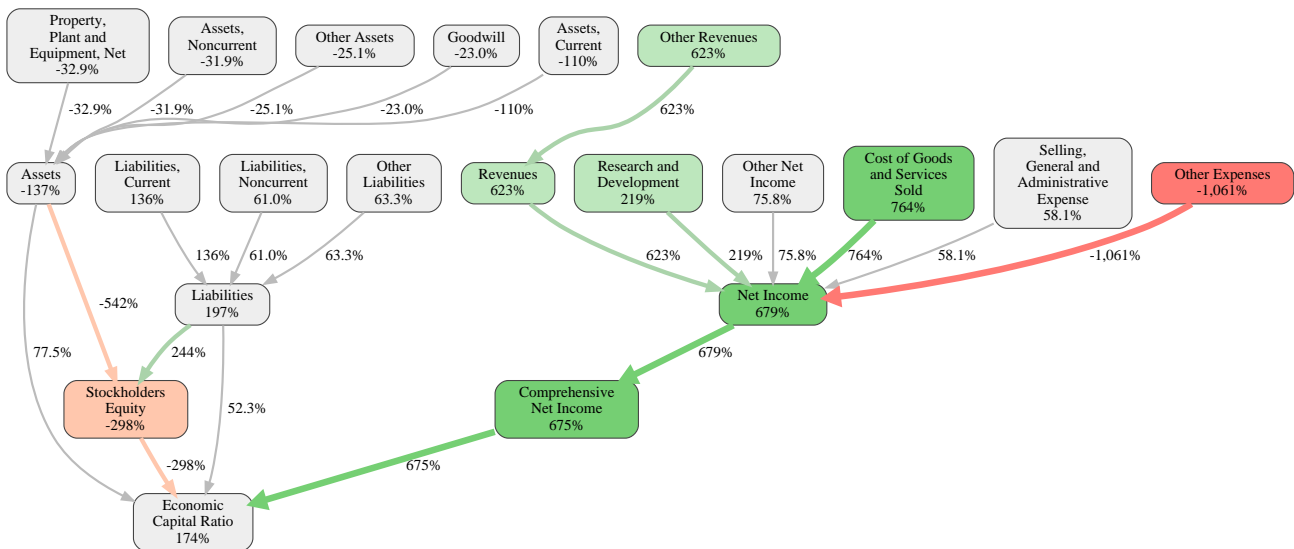 Property,
Plant and
Equipment, Net
-32.9%
Assets,
Noncurrent
-31.9%
Other Assets
-25.1%
Goodwill
-23.0%
Assets,
Current
-110%
Other Revenues
623%
-32.9%
-31.9%
-25.1%
-23.0%
-110%
623%
Assets
-137%
Liabilities,
Current
136%
Liabilities,
Noncurrent
61.0%
Other
Liabilities
63.3%
Revenues
623%
Research and
Development
219%
Other Net
Income
75.8%
Cost of Goods
and Services
Sold
764%
Selling,
General and
Administrative
Expense
58.1%
Other Expenses
-1,061%
136%
61.0%
63.3%
623%
219%
75.8%
764%
58.1%
-1,061%
-542%
Liabilities
197%
Net Income
679%
77.5%
244%
679%
Stockholders
Equity
-298%
52.3%
Comprehensive
Net Income
675%
-298%
675%
Economic
Capital Ratio
174%